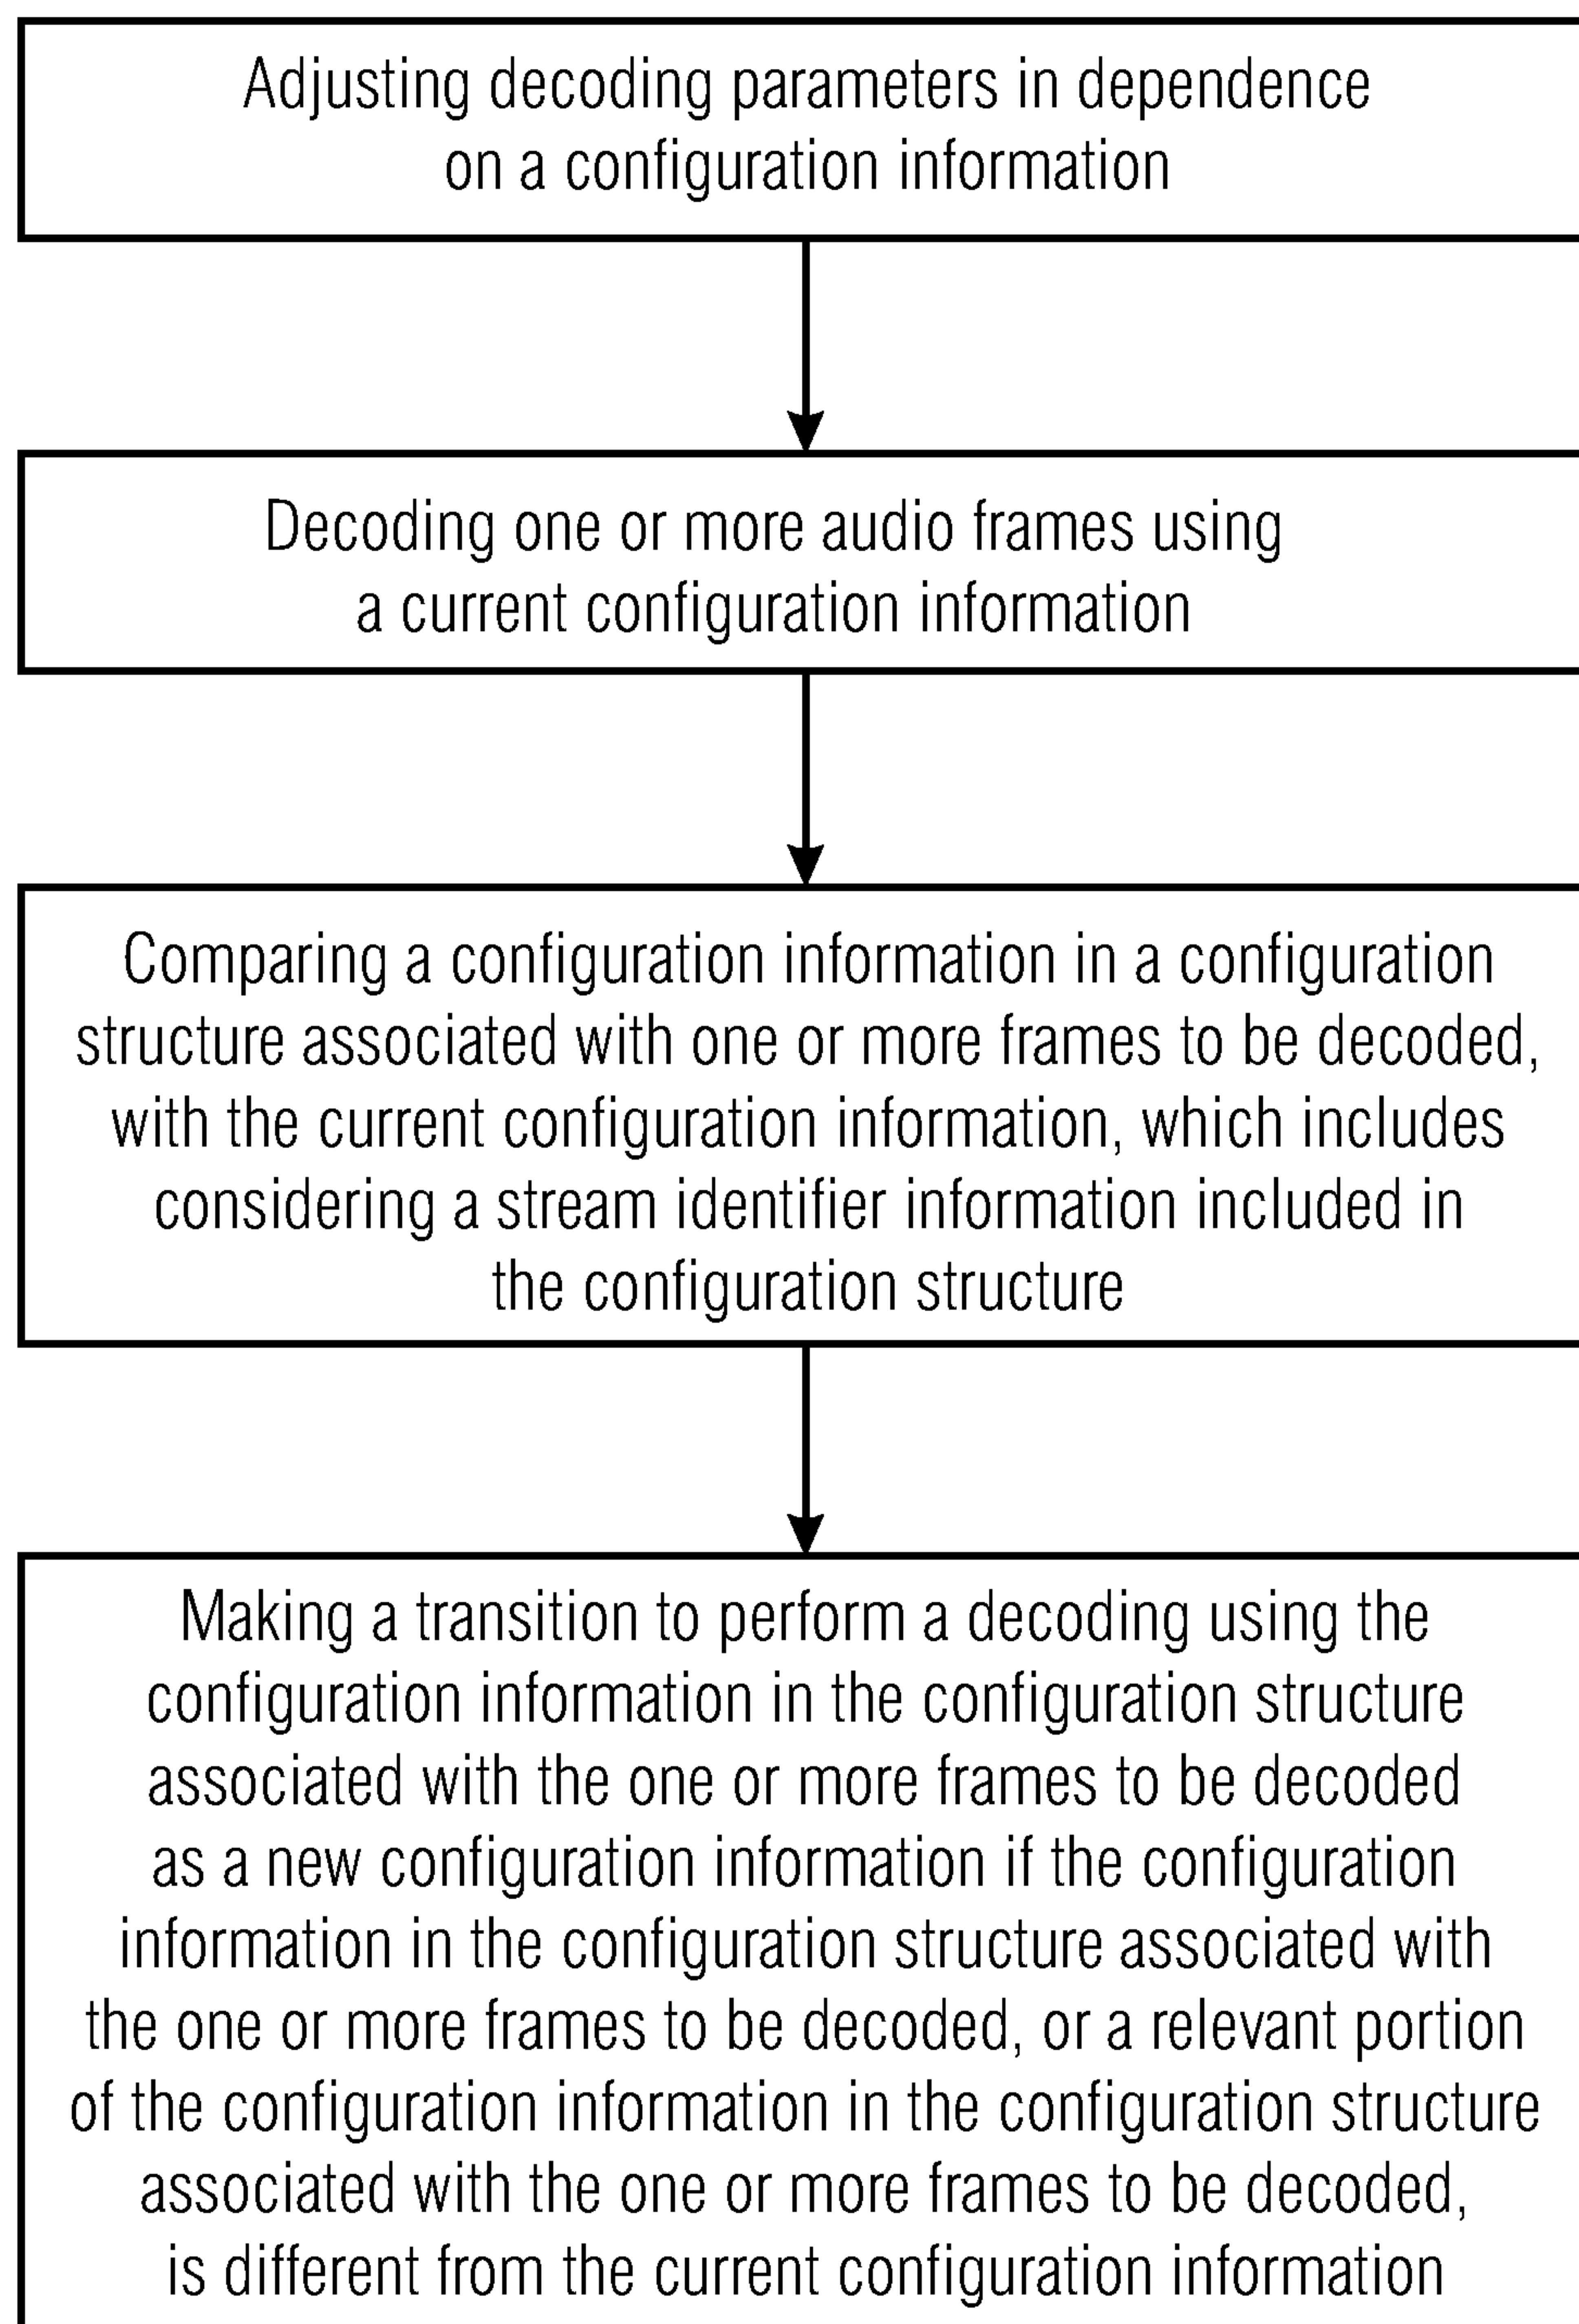 Adjusting decoding parameters in dependence
on a configuration information
Decoding one or more audio frames using
a current configuration information
Comparing a configuration information in a configuration
structure associated with one or more frames to be decoded,
with the current configuration information, which includes
considering a stream identifier information included in
the configuration structure
Making a transition to perform a decoding using the
configuration information in the configuration structure
associated with the one or more frames to be decoded
as a new configuration information if the configuration
information in the configuration structure associated with
the one or more frames to be decoded, or a relevant portion
of the configuration information in the configuration structure
associated with the one or more frames to be decoded,
is different from the current configuration information